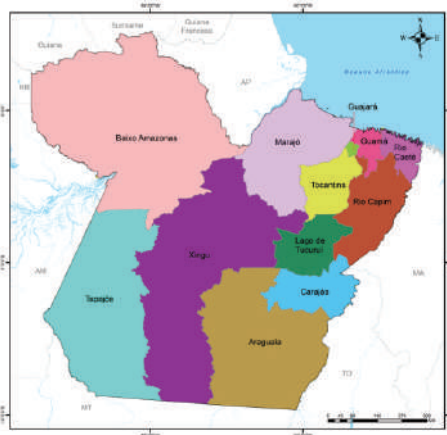 Suriname
Guiana
Francesa
Guiana
RR
AP
Oceano Atlântico
N
W
E
S
Baixo Amazonas
Marajó
Guajará
Guamá
Rio
Caeté
Tocantins
Rio Capim
Lago de
Tucuruí
Xingu
Tapajós
Carajás
Araguaia
AM
MA
TO
MT